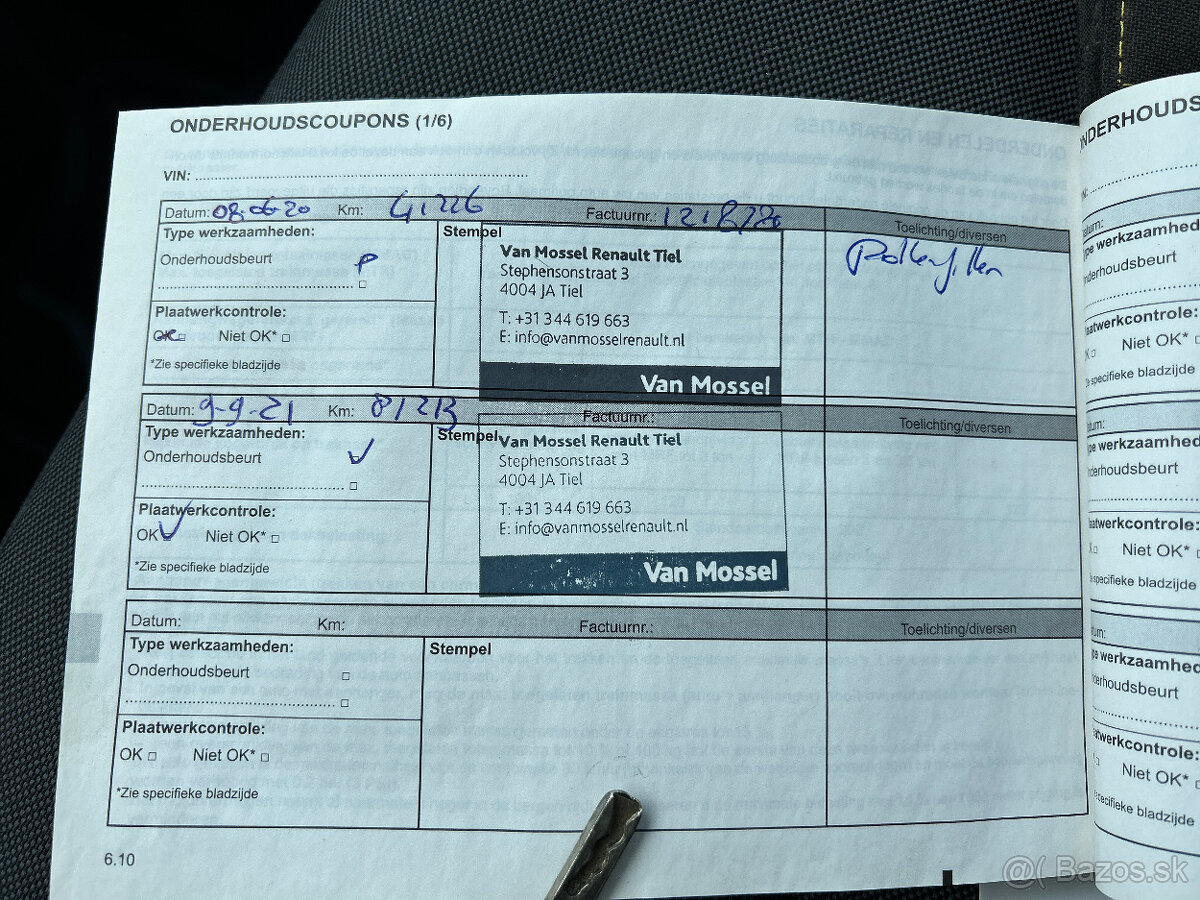 ONDERHOUDSCOUPONS (1/6)
VIN:
Datum: 08-06-20 Km: 41226 Factuurnr.: Toelichting/diversen
Type werkzaamheden: Stempel
Onderhoudsbeurt
Plaatwerkcontrole:
OK □ Niet OK* □
*Zie specifieke bladzijde
Van Mossel Renault Tiel
Stephensonstraat 3
4004 JA Tiel
T: +31 344 619 663
E: info@vanmosselrenault.nl
Van Mossel
Pollenfilter
Datum: 9-9-21 Km: 81213 Factuurnr.: Toelichting/diversen
Type werkzaamheden: Stempel
Onderhoudsbeurt
Plaatwerkcontrole:
OK □ Niet OK* □
*Zie specifieke bladzijde
Van Mossel Renault Tiel
Stephensonstraat 3
4004 JA Tiel
T: +31 344 619 663
E: info@vanmosselrenault.nl
Van Mossel
Datum: Km: Factuurnr.: Toelichting/diversen
Type werkzaamheden: Stempel
Onderhoudsbeurt □
□
Plaatwerkcontrole:
OK □ Niet OK* □
*Zie specifieke bladzijde
6.10
Niet OK*
Niet OK*
Niet OK*
Bazos.sk